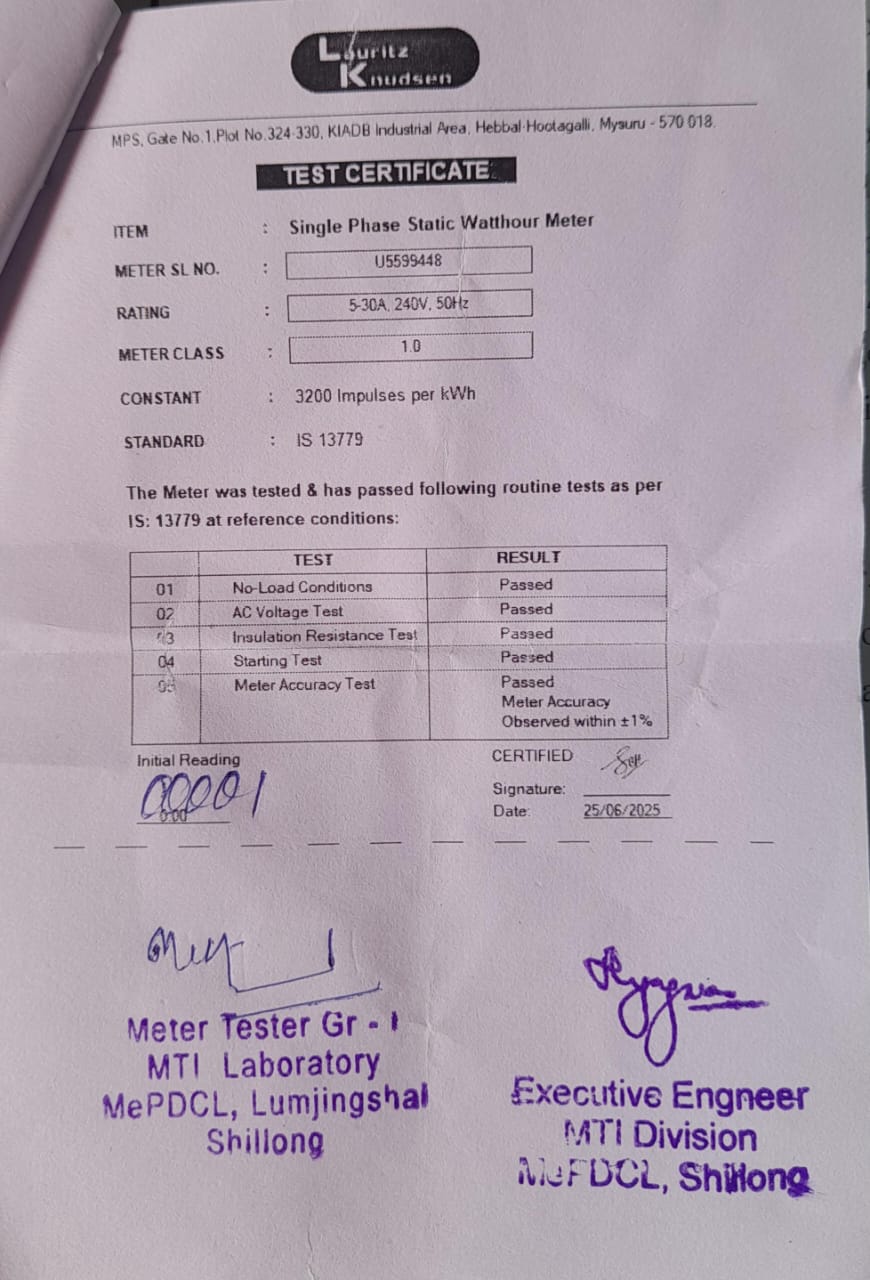 Lauritz
Knudsen
MPS, Gate No.1,Plot No.324-330, KIADB Industrial Area, Hebbal-Hootagalli, Mysuru - 570 018.
TEST CERTIFICATE
ITEM : Single Phase Static Watthour Meter
METER SL NO. : U5599448
RATING : 5-30A, 240V, 50Hz
METER CLASS : 1.0
CONSTANT : 3200 Impulses per kWh
STANDARD : IS 13779
The Meter was tested & has passed following routine tests as per
IS: 13779 at reference conditions:
TEST RESULT
01 No-Load Conditions Passed
02 AC Voltage Test Passed
03 Insulation Resistance Test Passed
04 Starting Test Passed
05 Meter Accuracy Test Passed
Meter Accuracy
Observed within ±1%
Initial Reading
00001
0.00
CERTIFIED
Signature:
Date: 25/06/2025
Meter Tester Gr - I
MTI Laboratory
MePDCL, Lumjingshai
Shillong
Executive Engneer
MTI Division
MePDCL, Shillong